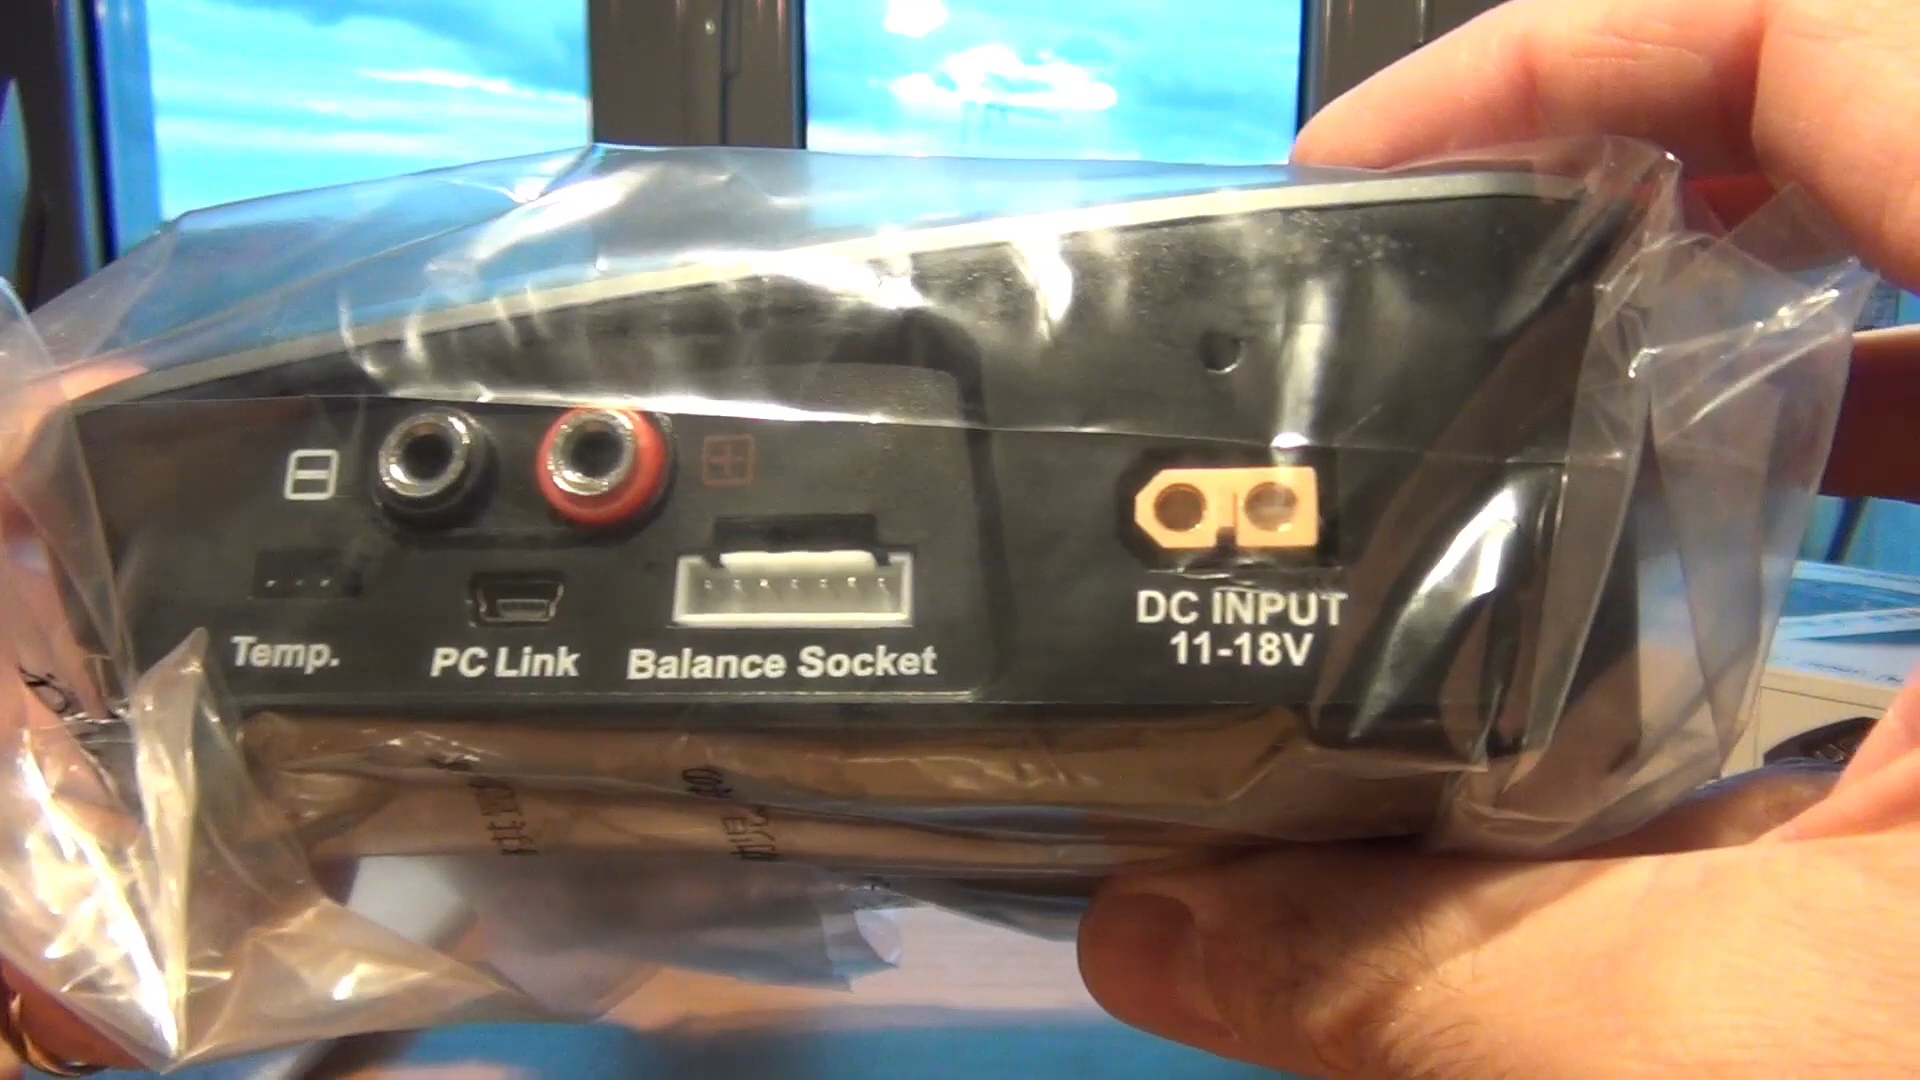 Temp.
PC Link
Balance Socket
DC INPUT
11-18V